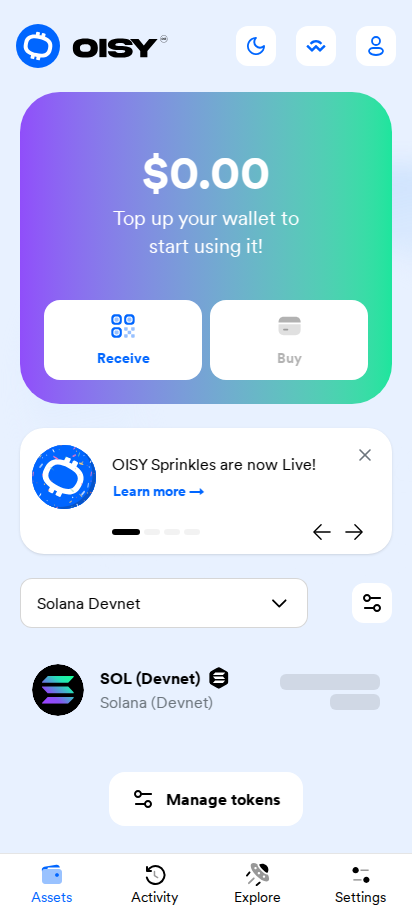 OISY
$0.00
Top up your wallet to
start using it!
Receive
Buy
OISY Sprinkles are now Live!
Learn more →
Solana Devnet
SOL (Devnet)
Solana (Devnet)
Manage tokens
Assets
Activity
Explore
Settings